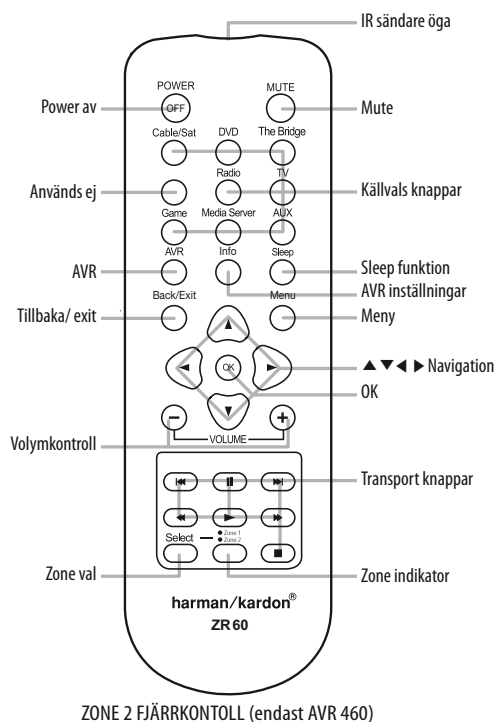 IR sändare öga
POWER
MUTE
Power av
OFF
Mute
Cable/Sat
DVD
The Bridge
Radio
TV
Används ej
Källvals knappar
Game
Media Server
AUX
AVR
Info
Sleep
AVR
Sleep funktion
AVR inställningar
Back/Exit
Menu
Tillbaka/ exit
Meny
▲▼◀ ▶ Navigation
OK
OK
VOLUME
Volymkontroll
Transport knappar
Select
Zone 1
Zone 2
Zone val
Zone indikator
harman/kardon®
ZR 60
ZONE 2 FJÄRRKONTOLL (endast AVR 460)